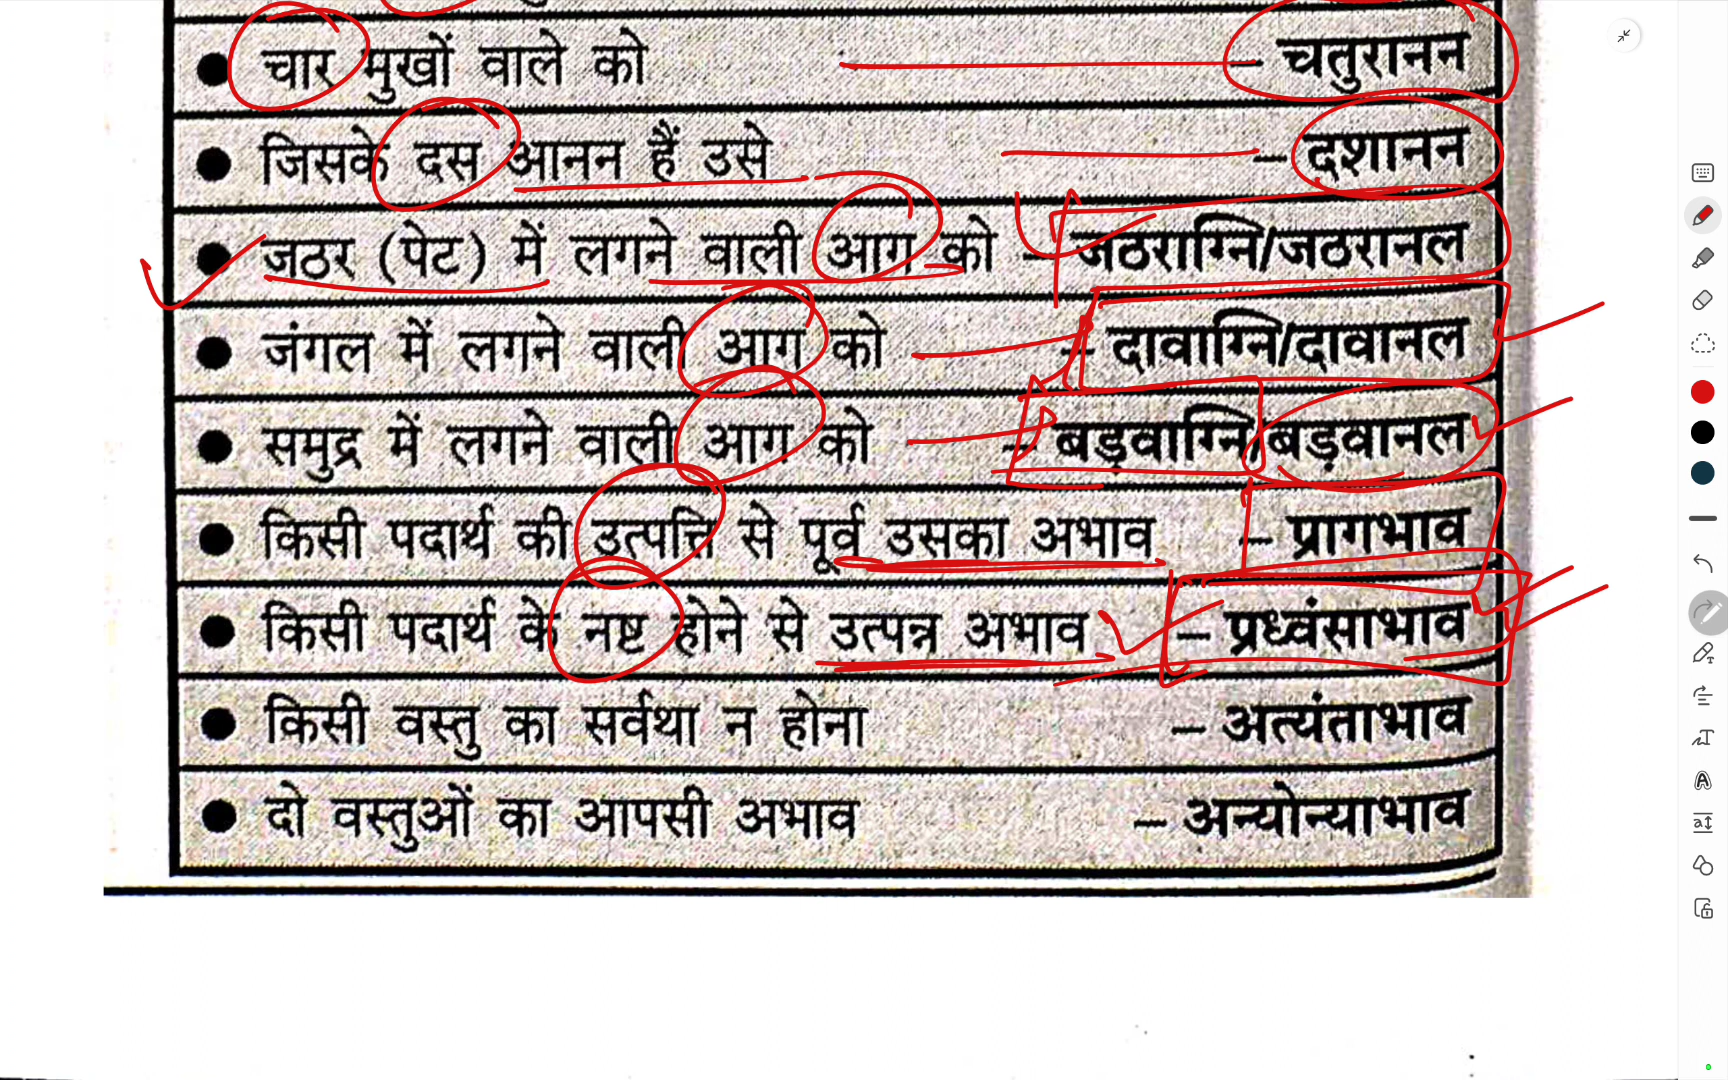 ● चार मुखों वाले को – चतुरानन
● जिसके दस आनन हैं उसे – दशानन
● जठर (पेट) में लगने वाली आग को – जठराग्नि/जठरानल
● जंगल में लगने वाली आग को – दावाग्नि/दावानल
● समुद्र में लगने वाली आग को – बड़वाग्नि/बड़वानल
● किसी पदार्थ की उत्पत्ति से पूर्व उसका अभाव – प्रागभाव
● किसी पदार्थ के नष्ट होने से उत्पन्न अभाव – प्रध्वंसाभाव
● किसी वस्तु का सर्वथा न होना – अत्यंताभाव
● दो वस्तुओं का आपसी अभाव – अन्योन्याभाव